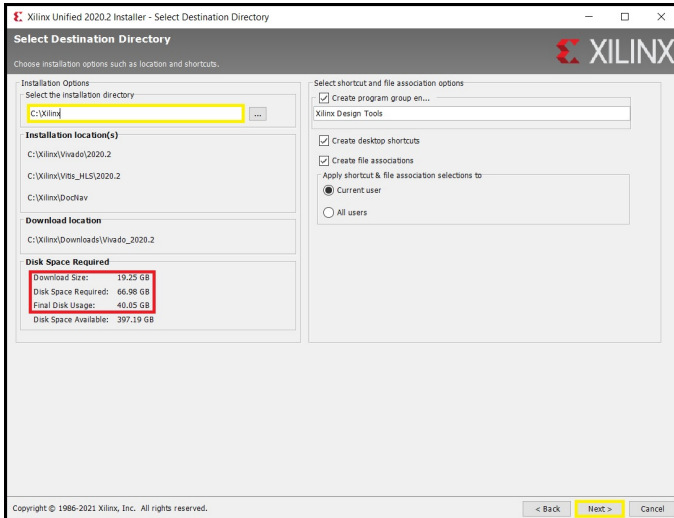 Xilinx Unified 2020.2 Installer - Select Destination Directory
Select Destination Directory
Choose installation options such as location and shortcuts.
XILINX
Installation Options
Select the installation directory
C:\Xilinx
...
Installation location(s)
C:\Xilinx\Vivado\2020.2
C:\Xilinx\Vitis_HLS\2020.2
C:\Xilinx\DocNav
Download location
C:\Xilinx\Downloads\Vivado_2020.2
Disk Space Required
Download Size: 19.25 GB
Disk Space Required: 66.98 GB
Final Disk Usage: 40.05 GB
Disk Space Available: 397.19 GB
Select shortcut and file association options
Create program group en...
Xilinx Design Tools
Create desktop shortcuts
Create file associations
Apply shortcut & file association selections to
Current user
All users
Copyright © 1986-2021 Xilinx, Inc. All rights reserved.
< Back Next > Cancel